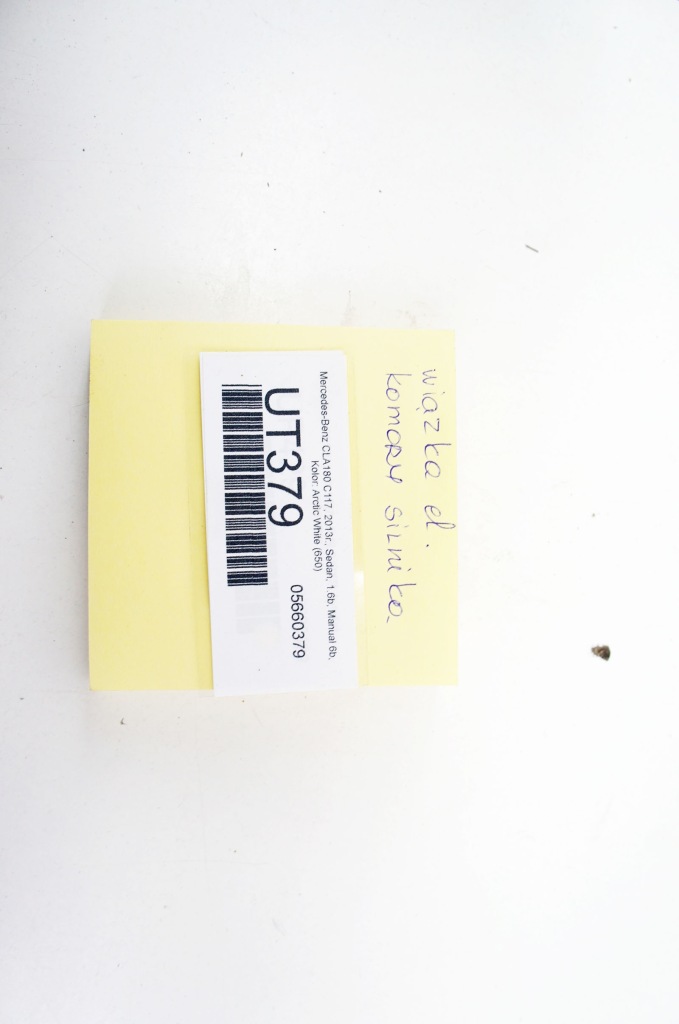 wiązka el.
komory silnika
Mercedes-Benz CLA180 C117, 2013r., Sedan, 1.6b, Manual 6b,
Kolor: Arctic White (650)
UT379
05660379